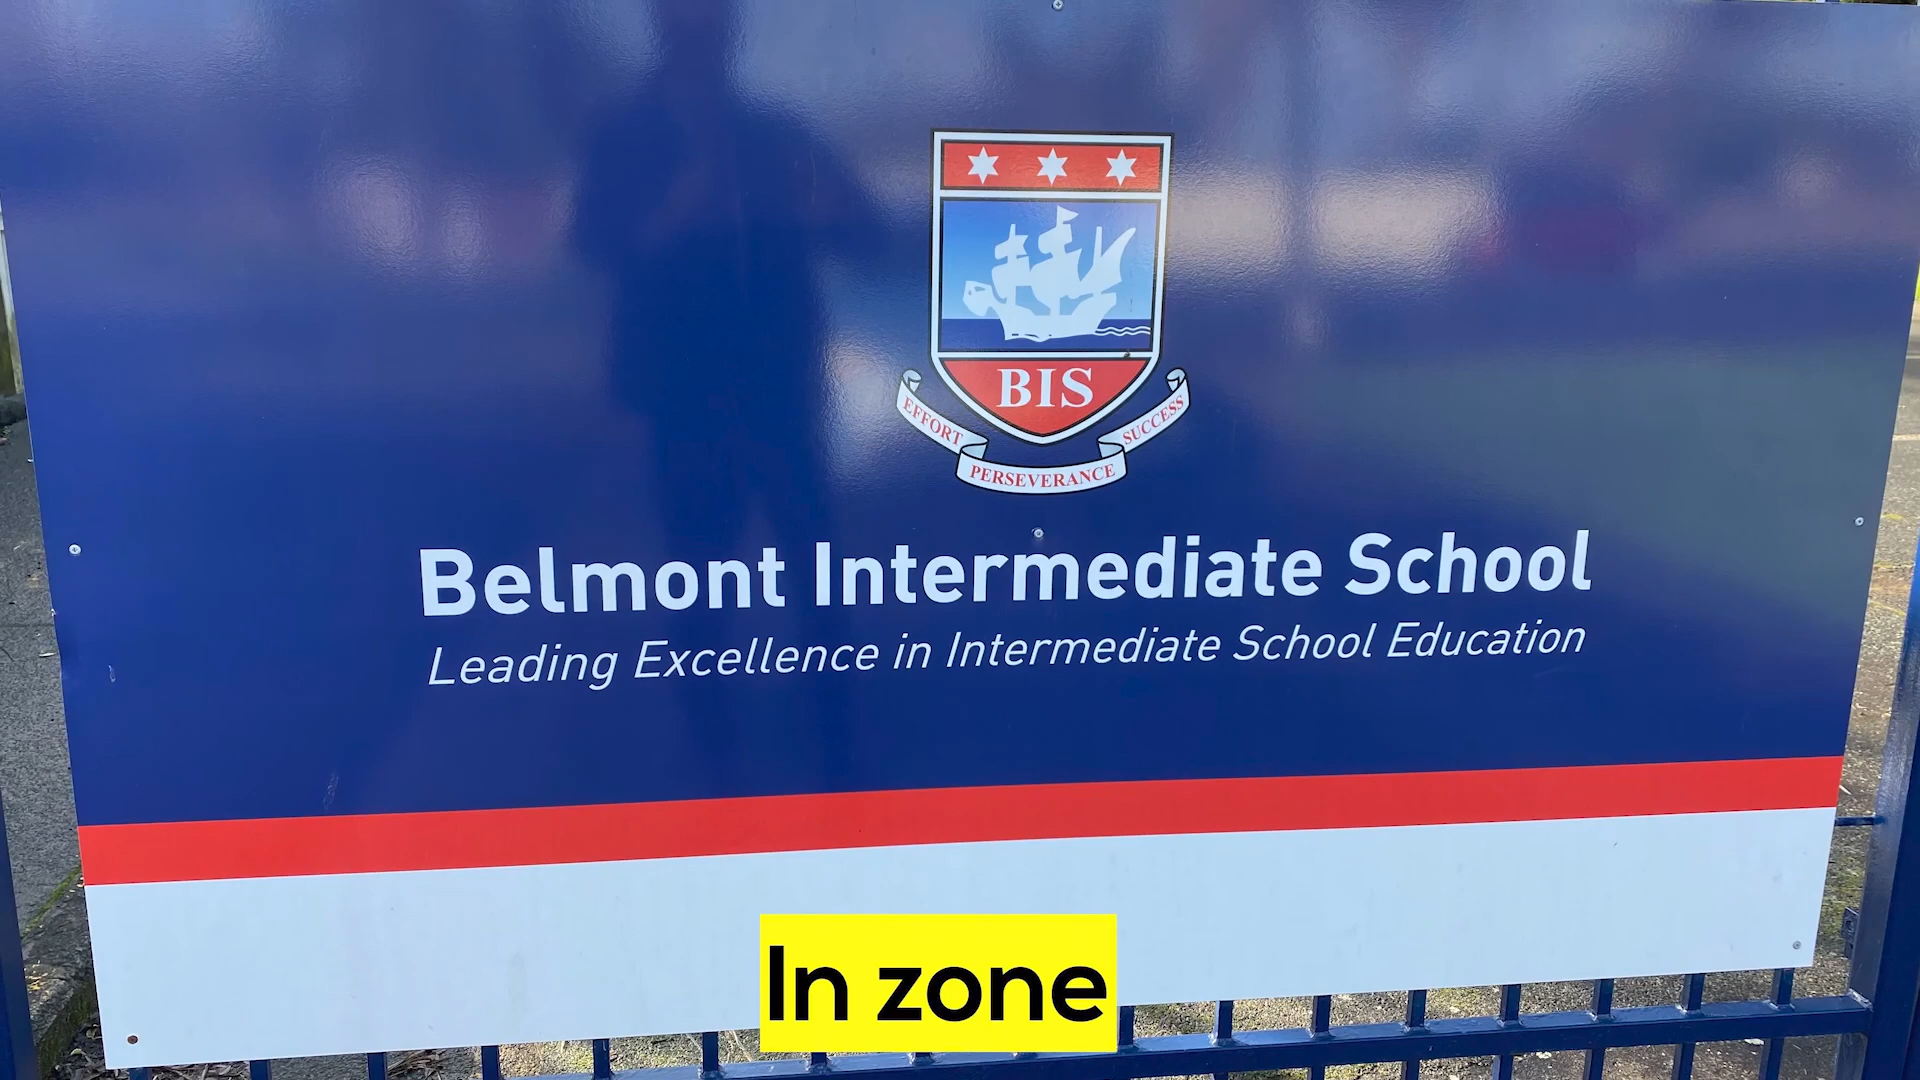 BIS
EFFORT
PERSEVERANCE
SUCCESS
Belmont Intermediate School
Leading Excellence in Intermediate School Education
In zone